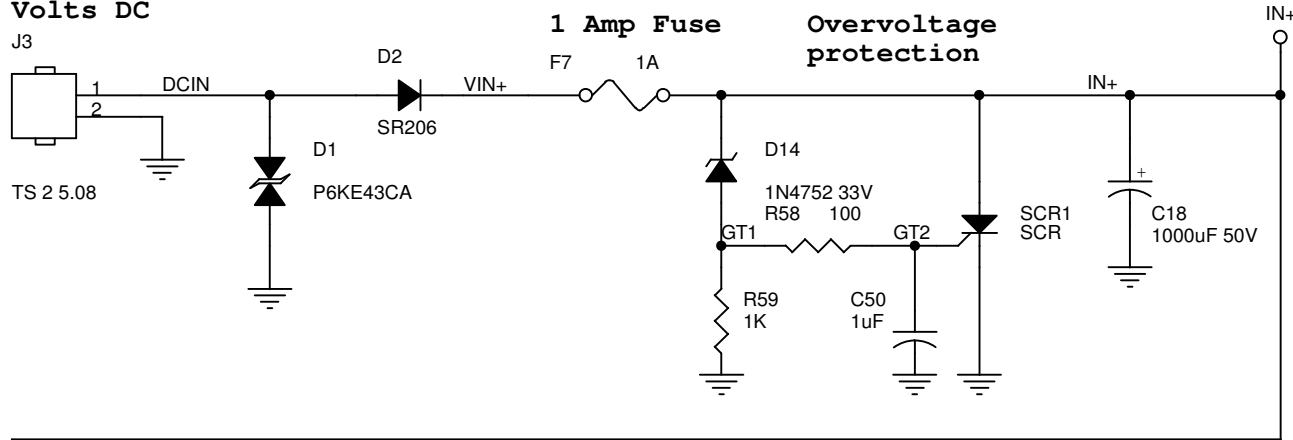 Volts DC
1 Amp Fuse
Overvoltage
protection
IN+
J3
D2
F7
1A
1
DCIN
VIN+
IN+
2
SR206
D1
D14
TS 2 5.08
P6KE43CA
+
1N4752 33V
R58
100
SCR1
SCR
C18
1000uF 50V
GT1
GT2
R59
1K
C50
1uF